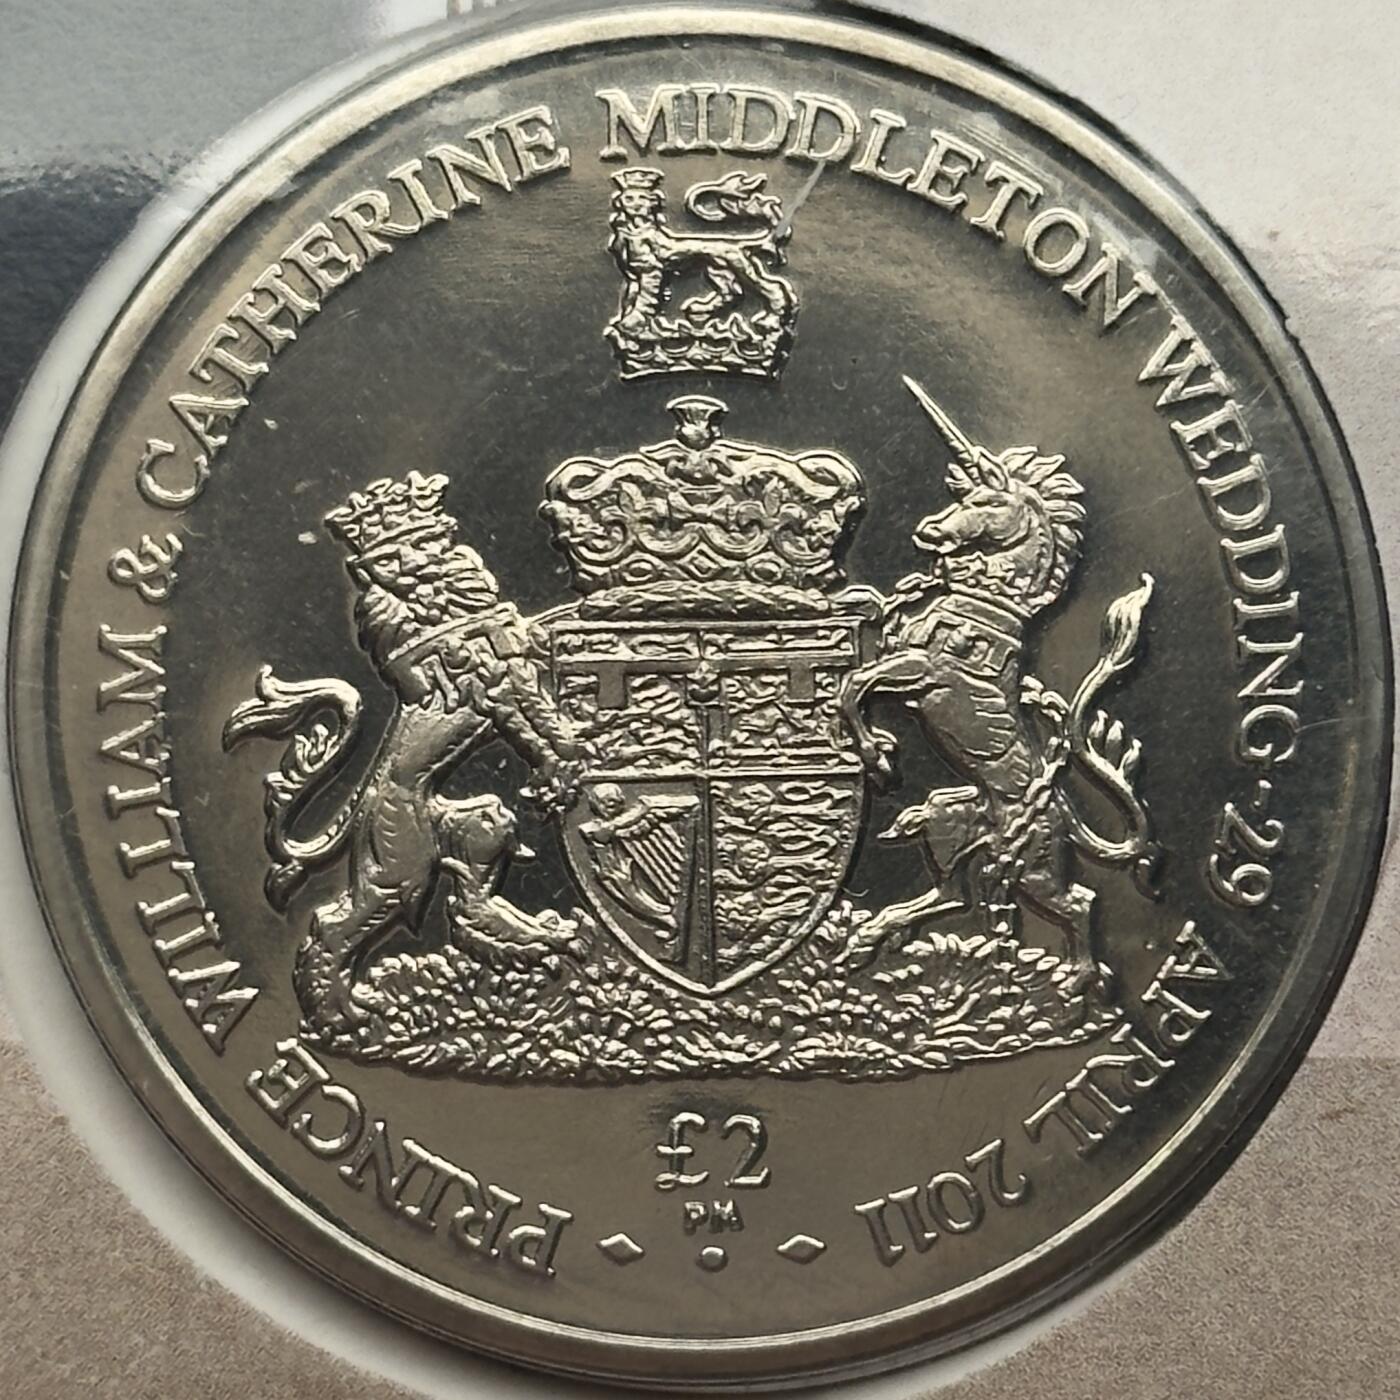 PRINCE WILLIAM & CATHERINE MIDDLETON WEDDING - 29 APRIL 2011
£2
PM